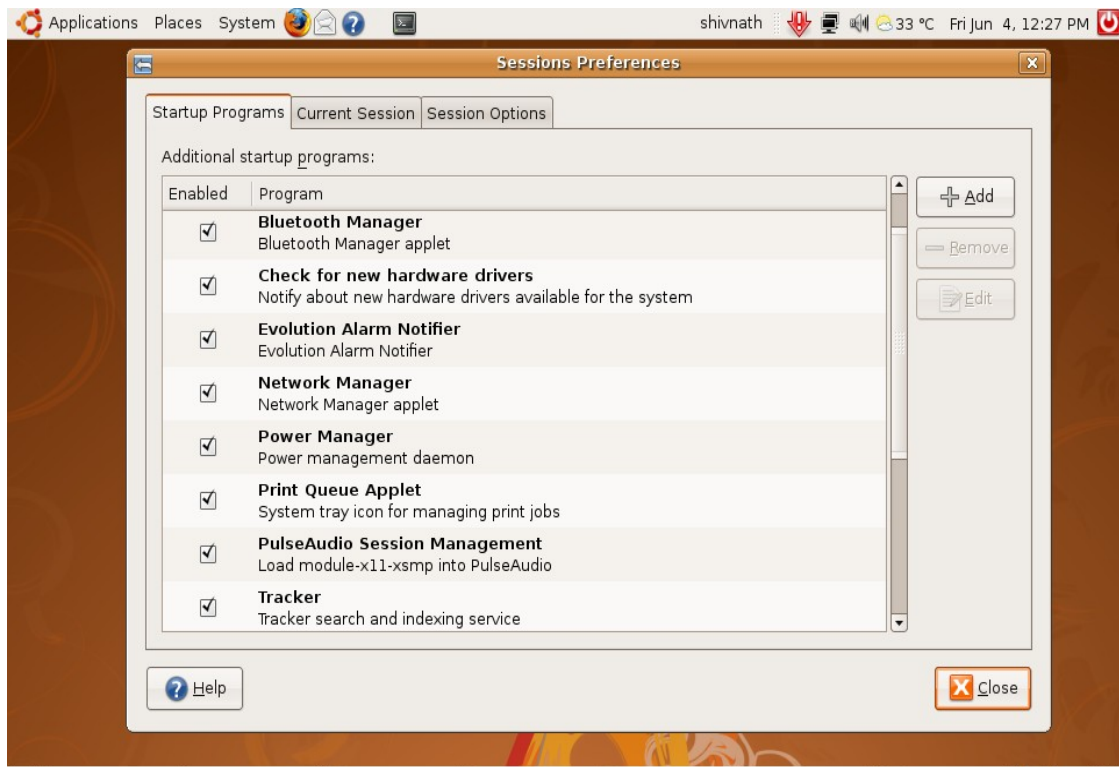 Applications Places System shivnath 33 °C Fri Jun 4, 12:27 PM
Sessions Preferences
Startup Programs Current Session Session Options
Additional startup programs:
Enabled Program
Bluetooth Manager
Bluetooth Manager applet
Check for new hardware drivers
Notify about new hardware drivers available for the system
Evolution Alarm Notifier
Evolution Alarm Notifier
Network Manager
Network Manager applet
Power Manager
Power management daemon
Print Queue Applet
System tray icon for managing print jobs
PulseAudio Session Management
Load module-x11-xsmp into PulseAudio
Tracker
Tracker search and indexing service
Add
Remove
Edit
Help
Close